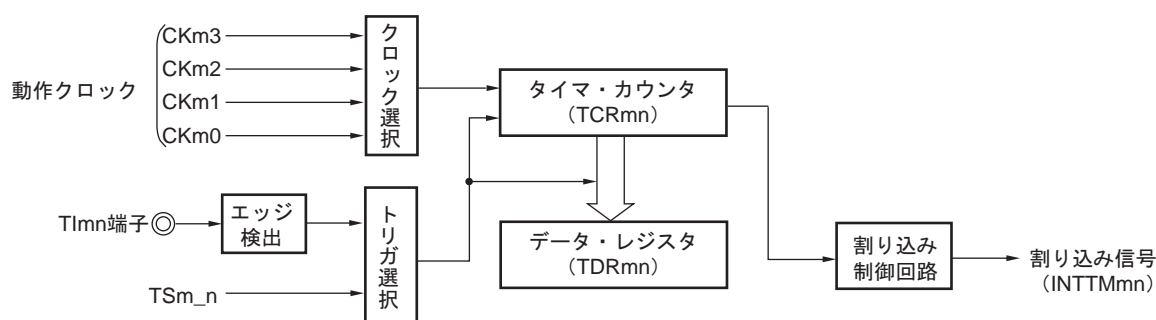 CKm3
CKm2
動作クロック
CKm1
CKm0
クロック選択
タイマ・カウンタ
（TCRmn）
TImn端子
エッジ
検出
トリガ選択
TSm_n
データ・レジスタ
（TDRmn）
割り込み
制御回路
割り込み信号
（INTTMmn）